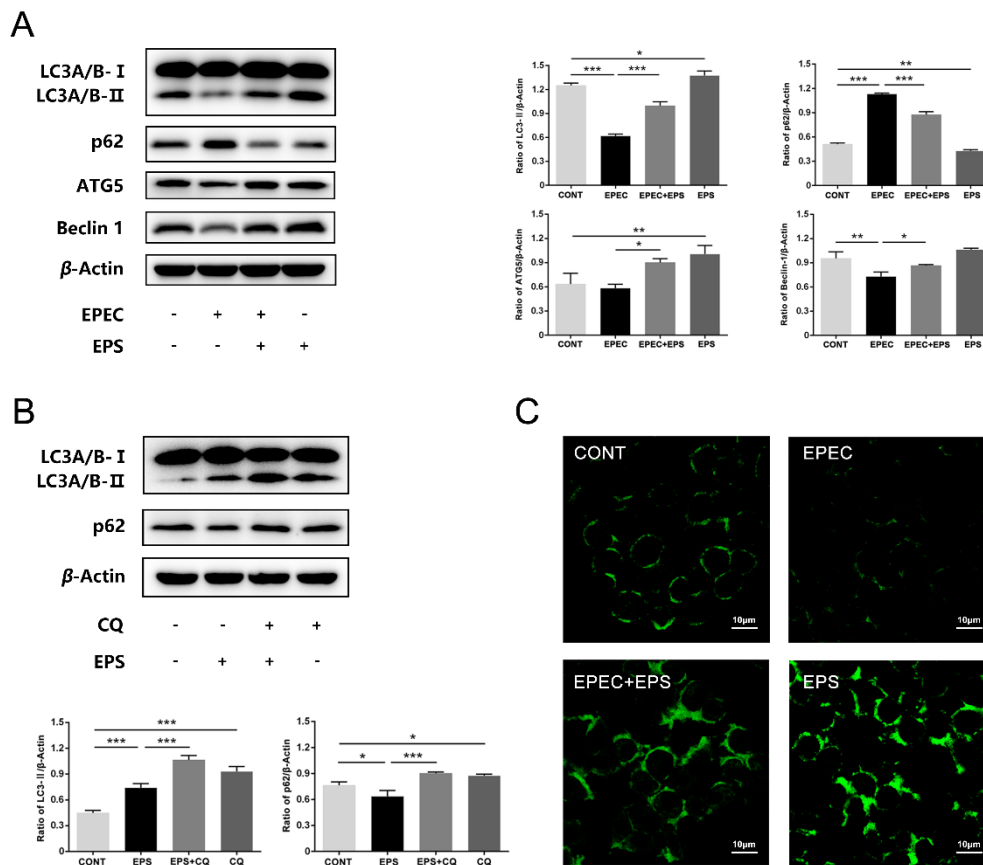 A
LC3A/B-Ⅰ
LC3A/B-Ⅱ
p62
ATG5
Beclin 1
β-Actin
EPEC - + + -
EPS - - + +
Ratio of LC3-Ⅱ/β-Actin
1.5
1.2
0.9
0.6
0.3
0
*
*** ***
CONT EPEC EPEC+EPS EPS
Ratio of p62/β-Actin
1.5
1.2
0.9
0.6
0.3
0
**
*** ***
CONT EPEC EPEC+EPS EPS
Ratio of ATG5/β-Actin
1.5
1.2
0.9
0.6
0.3
0
**
*
CONT EPEC EPEC+EPS EPS
Ratio of Beclin-1/β-Actin
1.5
1.2
0.9
0.6
0.3
0
** *
CONT EPEC EPEC+EPS EPS
B
LC3A/B-Ⅰ
LC3A/B-Ⅱ
p62
β-Actin
CQ - - + +
EPS - + + -
Ratio of LC3-Ⅱ/β-Actin
1.5
1.2
0.9
0.6
0.3
0
***
*** ***
CONT EPS EPS+CQ CQ
Ratio of p62/β-Actin
1.5
1.2
0.9
0.6
0.3
0
*
* ***
CONT EPS EPS+CQ CQ
C
CONT
10μm
EPEC
10μm
EPEC+EPS
10μm
EPS
10μm